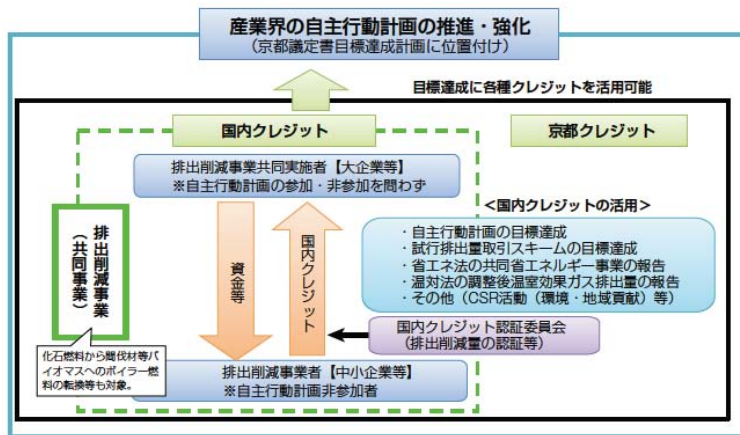 産業界の自主行動計画の推進・強化
(京都議定書目標達成計画に位置付け)
目標達成に各種クレジットを活用可能
国内クレジット
京都クレジット
排出削減事業共同実施者【大企業等】
※自主行動計画の参加・非参加を問わず
排出削減事業
(共同事業)
資金等
国内クレジット
<国内クレジットの活用>
・自主行動計画の目標達成
・試行排出量取引スキームの目標達成
・省エネ法の共同省エネルギー事業の報告
・温対法の調整後温室効果ガス排出量の報告
・その他(CSR活動(環境・地域貢献)等)
国内クレジット認証委員会
(排出削減量の認証等)
化石燃料から間伐材等バ
イオマスへのボイラー燃
料の転換等も対象。
排出削減事業者【中小企業等】
※自主行動計画非参加者